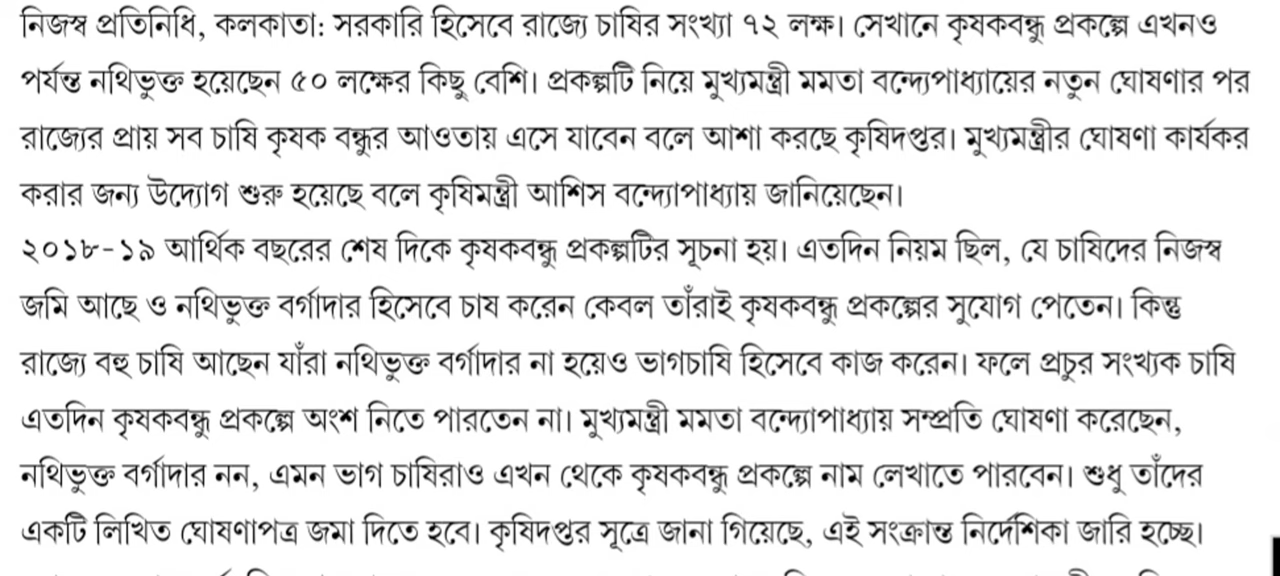 নিজস্ব প্রতিনিধি, কলকাতা: সরকারি হিসেবে রাজ্যে চাষির সংখ্যা ৭২ লক্ষ। সেখানে কৃষকবন্ধু প্রকল্পে এখনও
পর্যন্ত নথিভুক্ত হয়েছেন ৫০ লক্ষের কিছু বেশি। প্রকল্পটি নিয়ে মুখ্যমন্ত্রী মমতা বন্দ্যোপাধ্যায়ের নতুন ঘোষণার পর
রাজ্যের প্রায় সব চাষি কৃষক বন্ধুর আওতায় এসে যাবেন বলে আশা করছে কৃষিদপ্তর। মুখ্যমন্ত্রীর ঘোষণা কার্যকর
করার জন্য উদ্যোগ শুরু হয়েছে বলে কৃষিমন্ত্রী আশিস বন্দ্যোপাধ্যায় জানিয়েছেন।
২০১৮-১৯ আর্থিক বছরের শেষ দিকে কৃষকবন্ধু প্রকল্পটির সূচনা হয়। এতদিন নিয়ম ছিল, যে চাষিদের নিজস্ব
জমি আছে ও নথিভুক্ত বর্গাদার হিসেবে চাষ করেন কেবল তাঁরাই কৃষকবন্ধু প্রকল্পের সুযোগ পেতেন। কিন্তু
রাজ্যে বহু চাষি আছেন যাঁরা নথিভুক্ত বর্গাদার না হয়েও ভাগচাষি হিসেবে কাজ করেন। ফলে প্রচুর সংখ্যক চাষি
এতদিন কৃষকবন্ধু প্রকল্পে অংশ নিতে পারতেন না। মুখ্যমন্ত্রী মমতা বন্দ্যোপাধ্যায় সম্প্রতি ঘোষণা করেছেন,
নথিভুক্ত বর্গাদার নন, এমন ভাগ চাষিরাও এখন থেকে কৃষকবন্ধু প্রকল্পে নাম লেখাতে পারবেন। শুধু তাঁদের
একটি লিখিত ঘোষণাপত্র জমা দিতে হবে। কৃষিদপ্তর সূত্রে জানা গিয়েছে, এই সংক্রান্ত নির্দেশিকা জারি হচ্ছে।